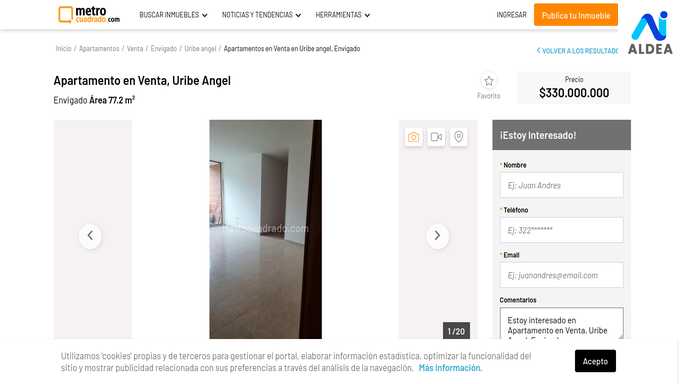 metro
cuadrado.com
BUSCAR INMUEBLES
NOTICIAS Y TENDENCIAS
HERRAMIENTAS
INGRESAR
Publica tu Inmueble
ALDEA
Inicio / Apartamentos / Venta / Envigado / Uribe angel / Apartamentos en Venta en Uribe angel, Envigado
VOLVER A LOS RESULTADO
Apartamento en Venta, Uribe Angel
Envigado Área 77.2 m²
Favorito
Precio
$330.000.000
¡Estoy Interesado!
* Nombre
Ej: Juan Andres
* Teléfono
Ej: 322*******
* Email
Ej: juanandres@email.com
Comentarios
Estoy interesado en
Apartamento en Venta, Uribe
cuadrado.com
1/20
Utilizamos 'cookies' propias y de terceros para gestionar el portal, elaborar información estadística, optimizar la funcionalidad del
sitio y mostrar publicidad relacionada con sus preferencias a través del análisis de la navegación. Más Información.
Acepto